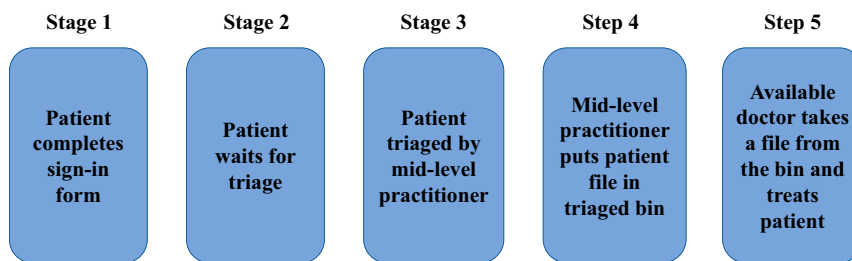 Stage 1
Stage 2
Stage 3
Step 4
Step 5
Patient
completes
sign-in
form
Patient
waits for
triage
Patient
triaged by
mid-level
practitioner
Mid-level
practitioner
puts patient
file in
triaged bin
Available
doctor takes
a file from
the bin and
treats
patient